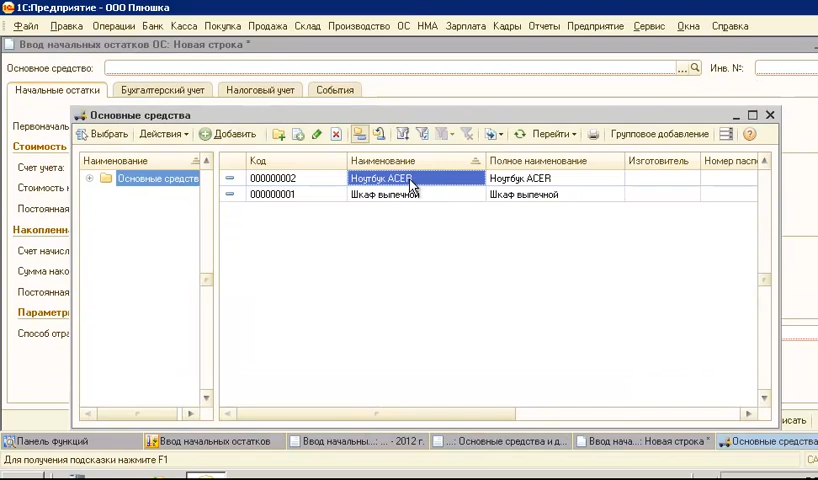 1С:Предприятие - ООО Плюшка
Файл Правка Операции Банк Касса Покупка Продажа Склад Производство ОС НМА Зарплата Кадры Отчеты Предприятие Сервис Окна Справка
Ввод начальных остатков ОС: Новая строка *
Основное средство: ... Инв. №:
Начальные остатки Бухгалтерский учет Налоговый учет События
Основные средства
Выбрать Действия Добавить Перейти Групповое добавление
Наименование Код Наименование Полное наименование Изготовитель Номер пасп
Основные средств 000000002 Ноутбук ACER Ноутбук ACER
000000001 Шкаф выпечной Шкаф выпечной
Первонач
Стоимость
Счет учета:
Стоимость
Постоянная
Накопленн
Счет начисл
Сумма нако
Постоянная
Параметр
Способ отра
исать
Панель функций Ввод начальных остатков Ввод начальны...: ... - 2012 г. ...: Основные средства и д... Ввод нача...: Новая строка * Основные средства
Для получения подсказки нажмите F1 CA